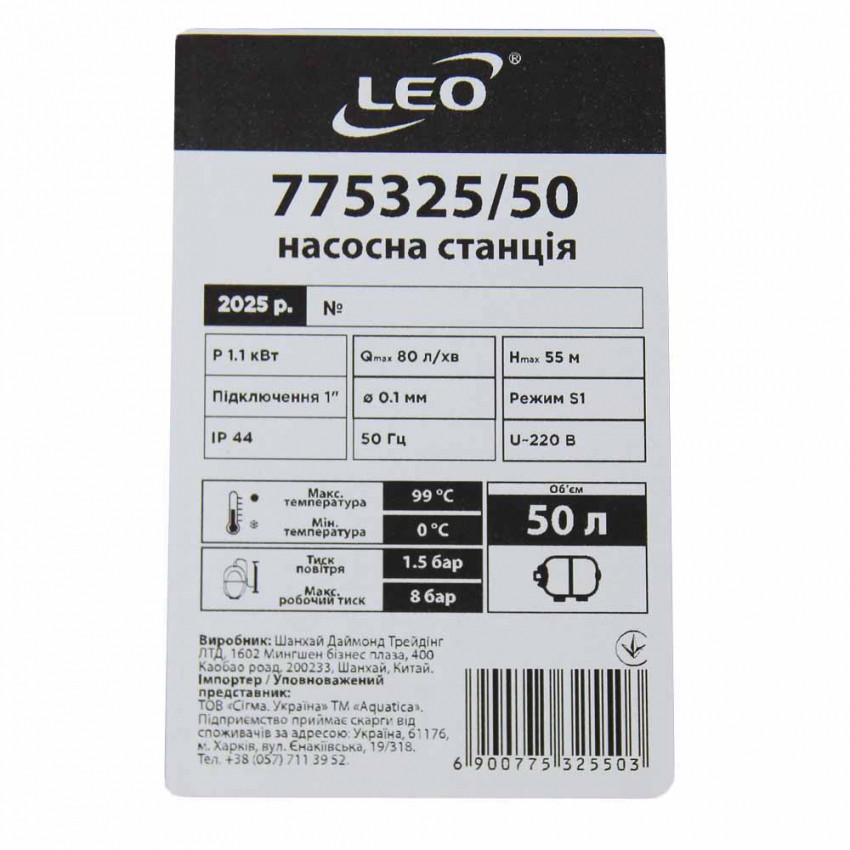 LEO®
775325/50
насосна станція
2025 р. №
P 1.1 кВт Qmax 80 л/хв Hmax 55 м
Підключення 1" ø 0.1 мм Режим S1
IP 44 50 Гц U~220 В
Макс. температура 99 °C
Мін. температура 0 °C
Тиск повітря 1.5 бар
Макс. робочий тиск 8 бар
Об'єм
50 л
Виробник: Шанхай Даймонд Трейдінг
ЛТД, 1602 Мингшен бізнес плаза, 400
Каобао роад, 200233, Шанхай, Китай.
Імпортер / Уповноважений
представник:
ТОВ «Сігма. Україна» ТМ «Aquatica».
Підприємство приймає скарги від
споживачів за адресою: Україна, 61176,
м. Харків, вул. Єнакіївська, 19/318.
Тел. +38 (057) 711 39 52.
6 900775 325503